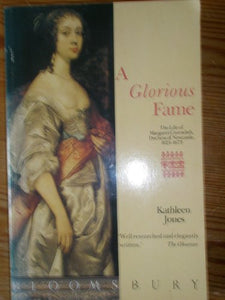 A
Glorious
Fame
The Life of
Margaret Cavendish,
Duchess of Newcastle,
1623-1673
Kathleen
Jones
'Well researched and elegantly
written.' The Observer
BLOOMSBURY